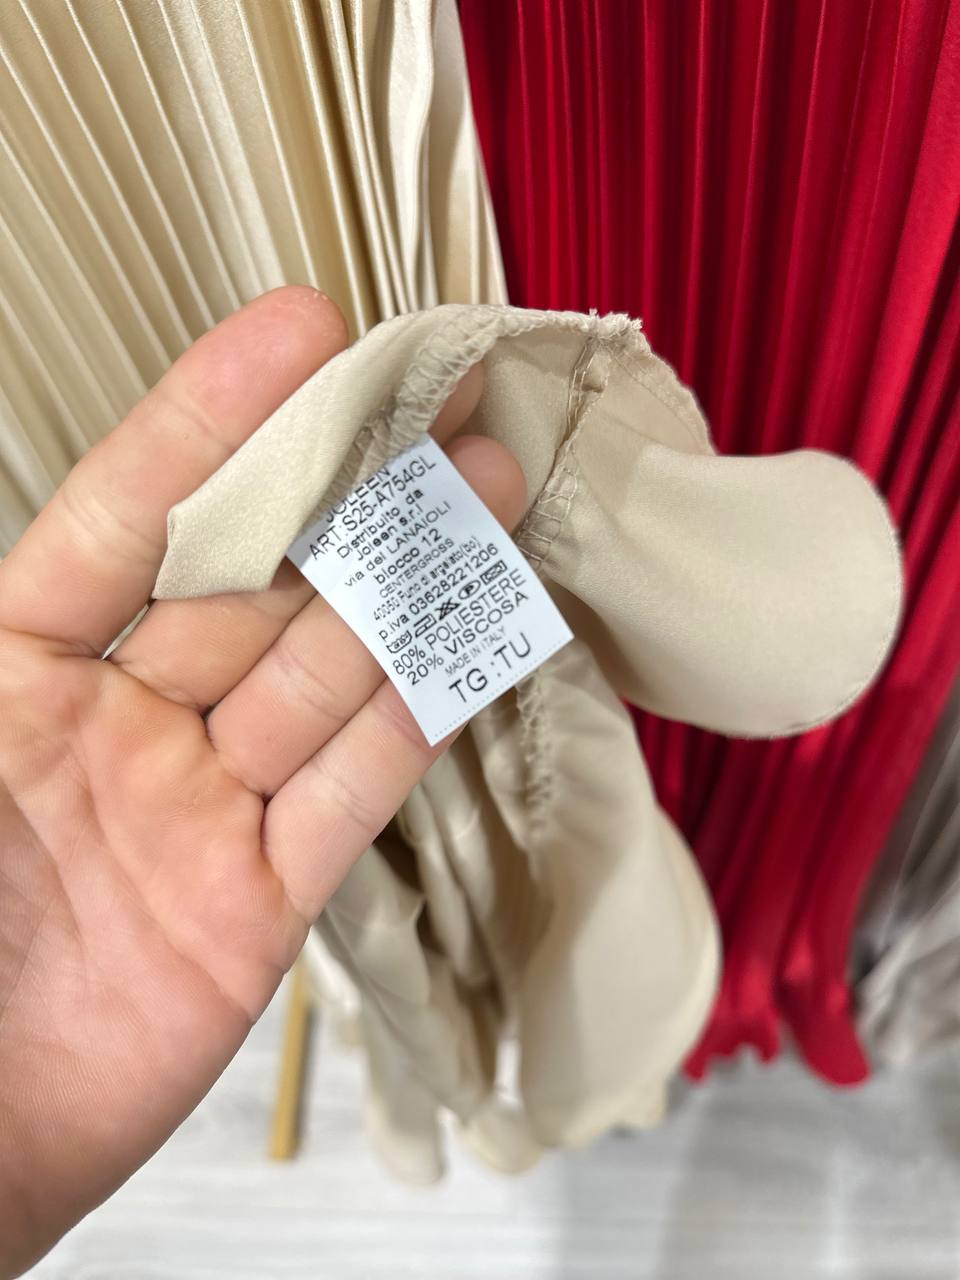 JOLEEN
ART:S25-A754GL
Distribuito da
Joleen s.r.l
via dei LANAIOLI
blocco 12
CENTERGROSS
40050 Funo di argelato(bo)
p.iva 03628221206
80% POLIESTERE
20% VISCOSA
MADE IN ITALY
TG :TU